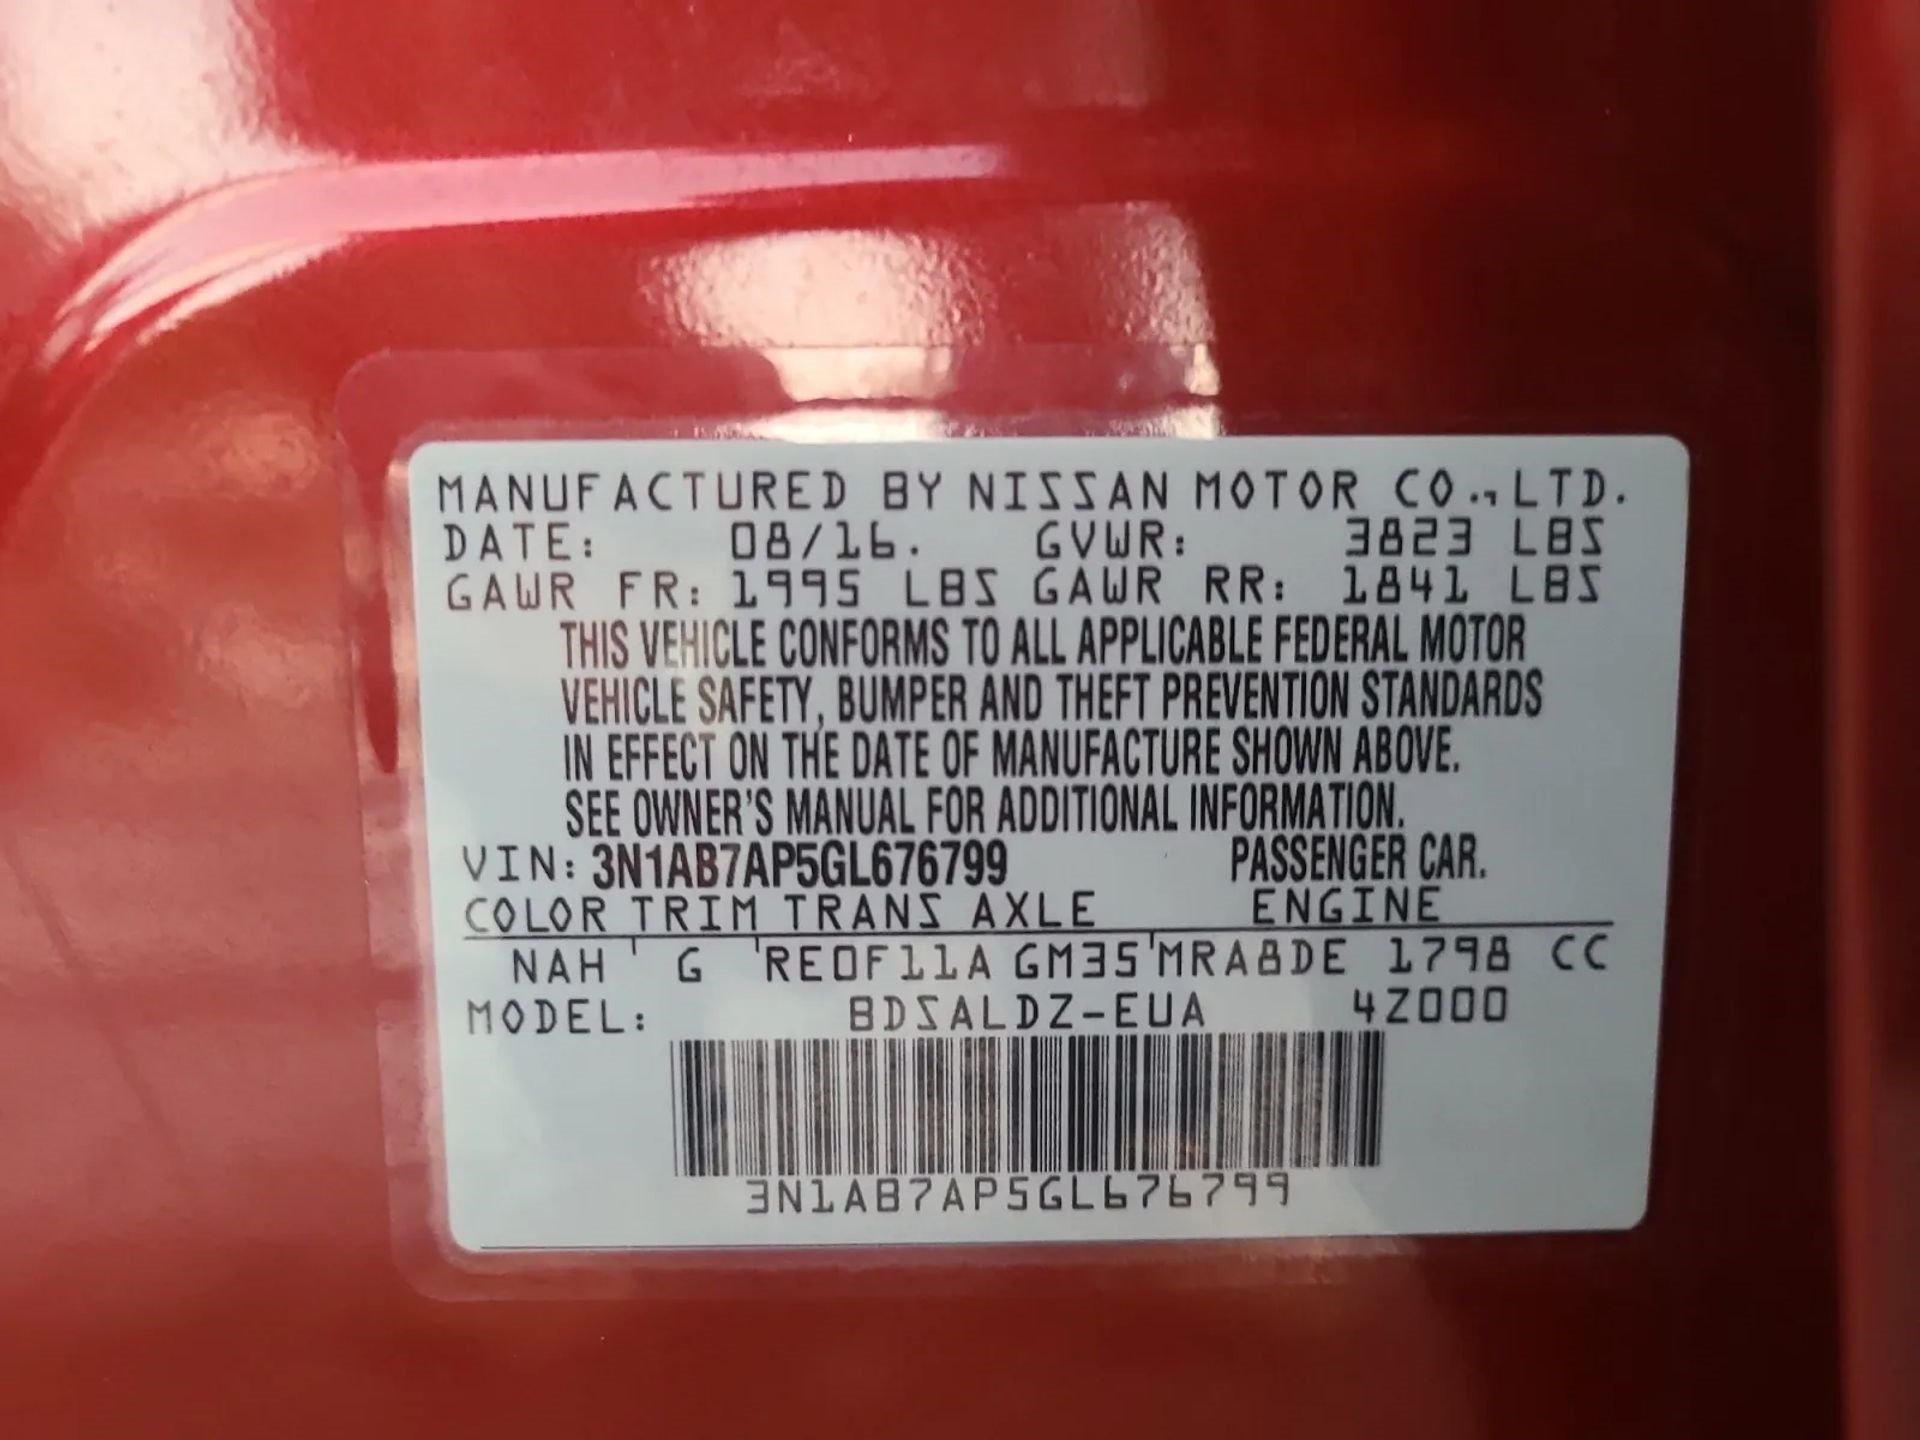 MANUFACTURED BY NISSAN MOTOR CO., LTD.
DATE: 08/16. GVWR: 3823 LBS
GAWR FR: 1995 LBS GAWR RR: 1841 LBS
THIS VEHICLE CONFORMS TO ALL APPLICABLE FEDERAL MOTOR
VEHICLE SAFETY, BUMPER AND THEFT PREVENTION STANDARDS
IN EFFECT ON THE DATE OF MANUFACTURE SHOWN ABOVE.
SEE OWNER'S MANUAL FOR ADDITIONAL INFORMATION.
VIN: 3N1AB7AP5GL676799 PASSENGER CAR.
COLOR TRIM TRANS AXLE ENGINE
NAH G RE0F11A GM35 MRA8DE 1798 CC
MODEL: BDSALDZ-EUA 4Z000
3N1AB7AP5GL676799